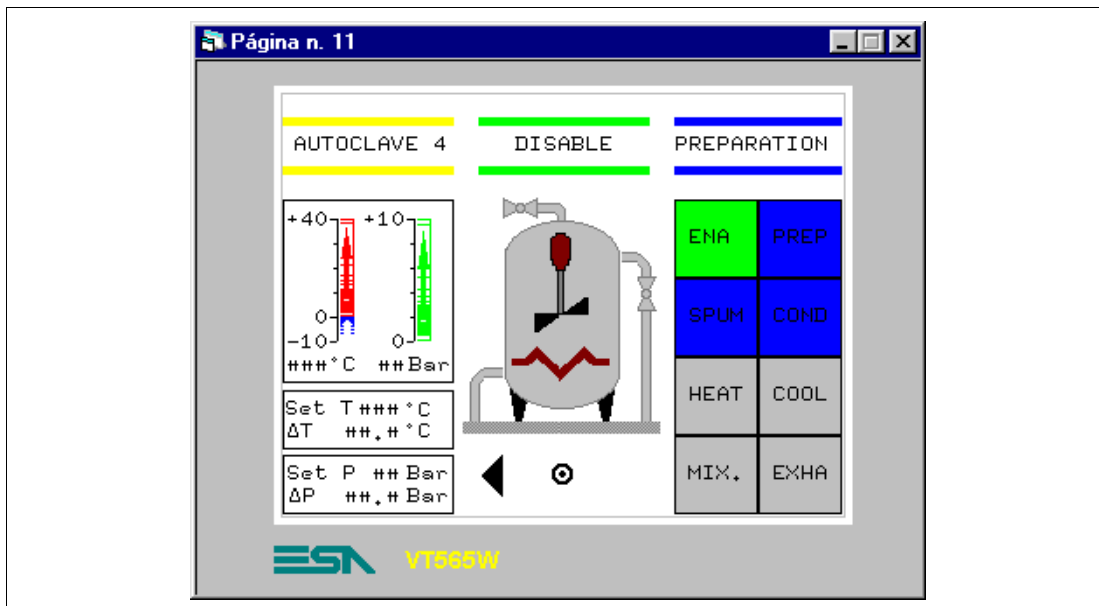 Página n. 11
AUTOCLAVE 4 DISABLE PREPARATION
+40 +10
0
-10 0
###°C ##Bar
Set T###°C
ΔT ##.#°C
Set P ##Bar
ΔP ##.#Bar
ENA PREP
SPUM COND
HEAT COOL
MIX. EXHA
ESA VT565W